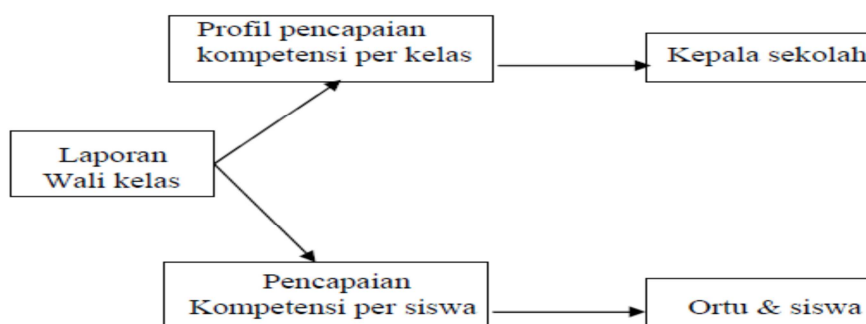 Profil pencapaian
kompetensi per kelas
Kepala sekolah
Laporan
Wali kelas
Pencapaian
Kompetensi per siswa
Ortu & siswa